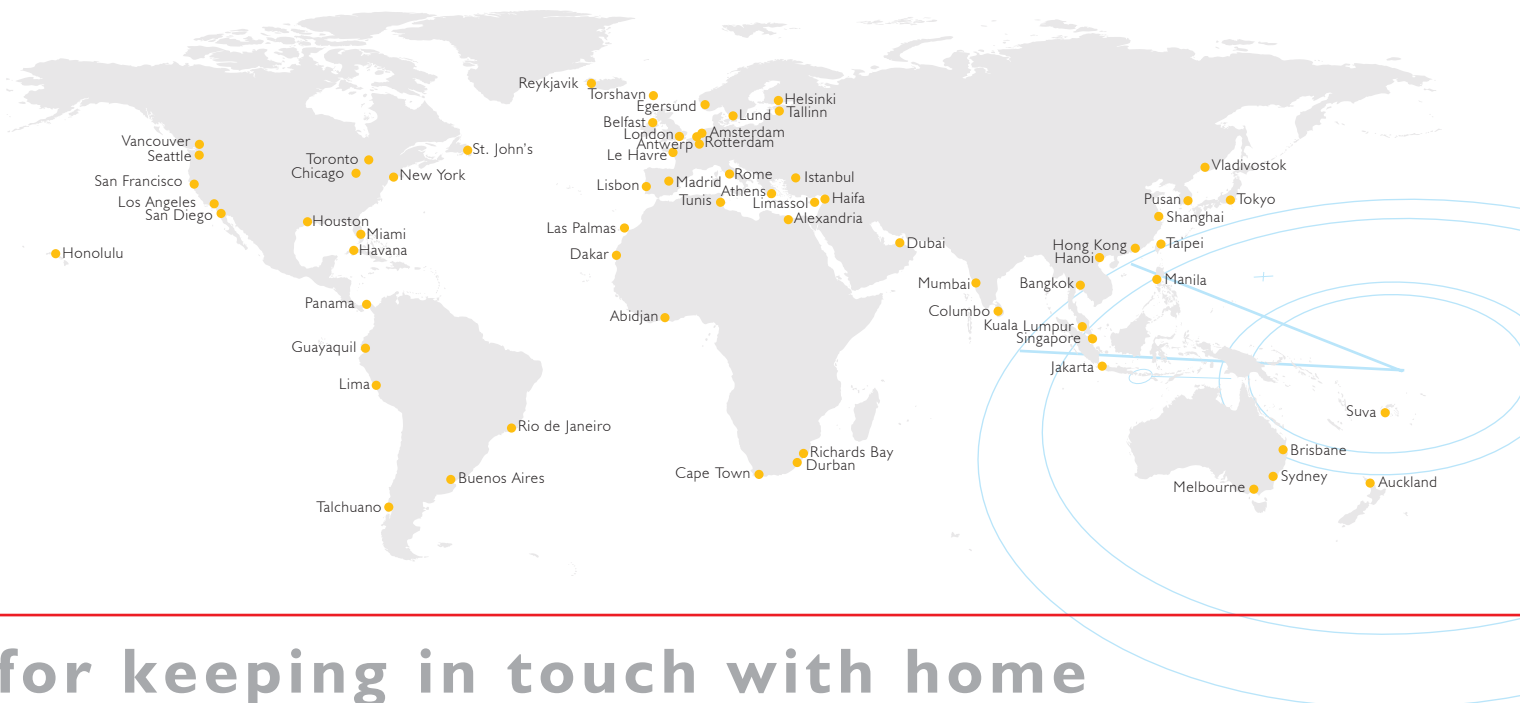 Reykjavik
Torshavn
Egersund
Helsinki
Tallinn
Lund
Belfast
London
Amsterdam
Antwerp
Rotterdam
Le Havre
Vancouver
Seattle
St. John's
Toronto
Chicago
New York
San Francisco
Los Angeles
San Diego
Houston
Miami
Havana
Honolulu
Lisbon
Madrid
Rome
Istanbul
Athens
Tunis
Limassol
Haifa
Alexandria
Las Palmas
Dakar
Dubai
Vladivostok
Pusan
Tokyo
Shanghai
Hong Kong
Taipei
Hanoi
Mumbai
Bangkok
Manila
Columbo
Kuala Lumpur
Singapore
Jakarta
Panama
Abidjan
Guayaquil
Lima
Rio de Janeiro
Suva
Richards Bay
Durban
Cape Town
Brisbane
Sydney
Melbourne
Auckland
Buenos Aires
Talchuano
for keeping in touch with home